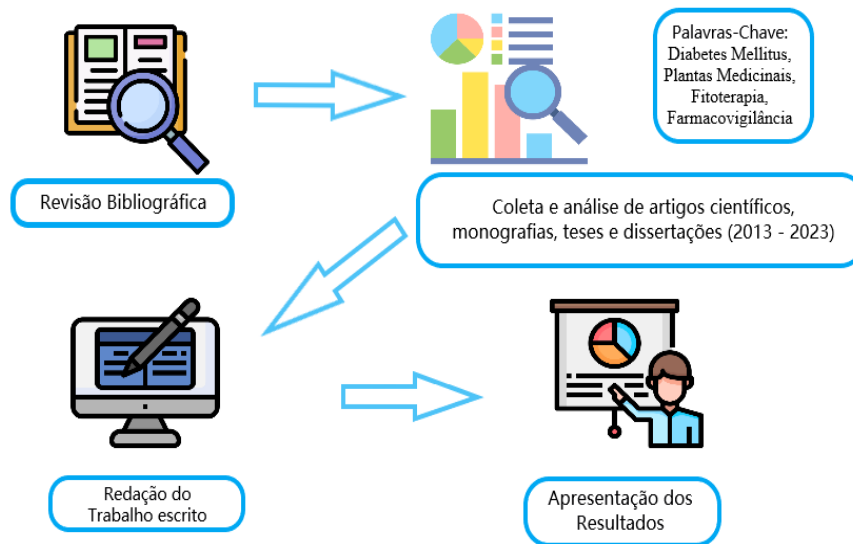 Revisão Bibliográfica
Palavras-Chave:
Diabetes Mellitus,
Plantas Medicinais,
Fitoterapia,
Farmacovigilância
Coleta e análise de artigos científicos,
monografias, teses e dissertações (2013 - 2023)
Redação do
Trabalho escrito
Apresentação dos
Resultados